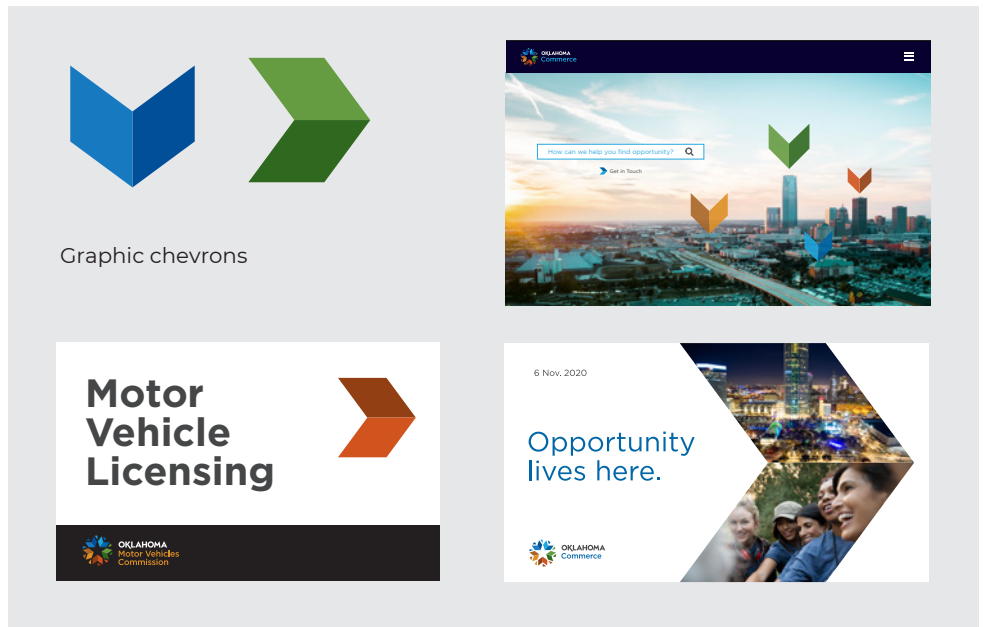 Graphic chevrons
OKLAHOMA
Commerce
How can we help you find opportunity?
Get in Touch
Motor
Vehicle
Licensing
OKLAHOMA
Motor Vehicles
Commission
6 Nov. 2020
Opportunity
lives here.
OKLAHOMA
Commerce